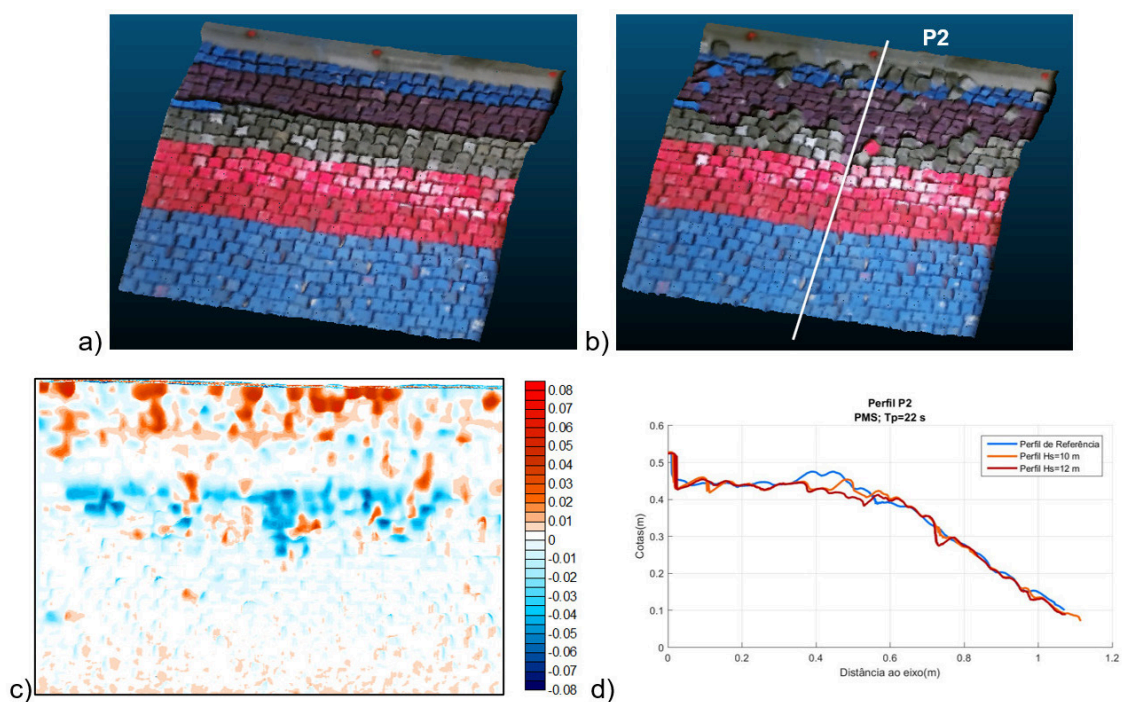 P2
a)
b)
0.08
0.07
0.06
0.05
0.04
0.03
0.02
0.01
0
-0.01
-0.02
-0.03
-0.04
-0.05
-0.06
-0.07
-0.08
c)
Perfil P2
PMS; Tp=22 s
Perfil de Referência
Perfil Hs=10 m
Perfil Hs=12 m
0.6
0.5
0.4
0.3
0.2
0.1
0
Cotas(m)
0 0.2 0.4 0.6 0.8 1 1.2
Distância ao eixo(m)
d)